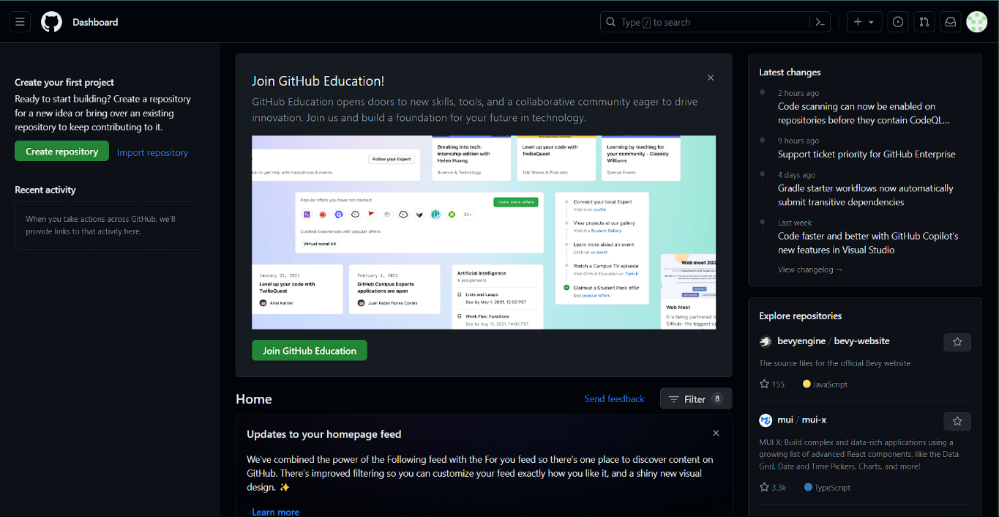 Dashboard
Type / to search
Create your first project
Ready to start building? Create a repository
for a new idea or bring over an existing
repository to keep contributing to it.
Create repository
Import repository
Recent activity
When you take actions across GitHub, we'll
provide links to that activity here.
Join GitHub Education!
GitHub Education opens doors to new skills, tools, and a collaborative community eager to drive
innovation. Join us and build a foundation for your future in technology.
Follow your Expert
to get help with hackathons & events.
Breaking into tech:
internship edition with
Helen Huang
Science & Technology
Level up your code with
TwilioQuest
Talk Shows & Podcasts
Learning by teaching for
your community - Cassidy
Williams
Special Events
Popular offers you have not claimed:
Claim more offers
20+
Curated Experiences with popular offers:
Virtual event kit
Connect your local Expert
Visit their profile
View projects at our gallery
Visit the Student Gallery
Learn more about an event
Click on an event
Watch a Campus TV episode
Visit GitHub Education on Twitch
Claimed a Student Pack offer
See popular offers
January 22, 2021
Level up your code with
TwilioQuest
Ariel Kanter
February 1, 2021
GitHub Campus Experts
applications are open
Juan Pablo Flores Cortés
Artificial Intelligence
6 assignments
Lists and Loops
Due by May 1, 2021, 12:00 PST
Week Five: Functions
Due by Aug 15, 2021, 14:00 PST
Web meet 202
Web Meet
It is being partnered b
Github- the biggest o
Join GitHub Education
Home
Send feedback
Filter 8
Updates to your homepage feed
We've combined the power of the Following feed with the For you feed so there's one place to discover content on
GitHub. There's improved filtering so you can customize your feed exactly how you like it, and a shiny new visual
design. ✨
Learn more
Latest changes
2 hours ago
Code scanning can now be enabled on
repositories before they contain CodeQL...
9 hours ago
Support ticket priority for GitHub Enterprise
4 days ago
Gradle starter workflows now automatically
submit transitive dependencies
Last week
Code faster and better with GitHub Copilot's
new features in Visual Studio
View changelog →
Explore repositories
bevyengine / bevy-website
The source files for the official Bevy website
155
JavaScript
mui / mui-x
MUI X: Build complex and data-rich applications using a
growing list of advanced React components, like the Data
Grid, Date and Time Pickers, Charts, and more!
3.3k
TypeScript